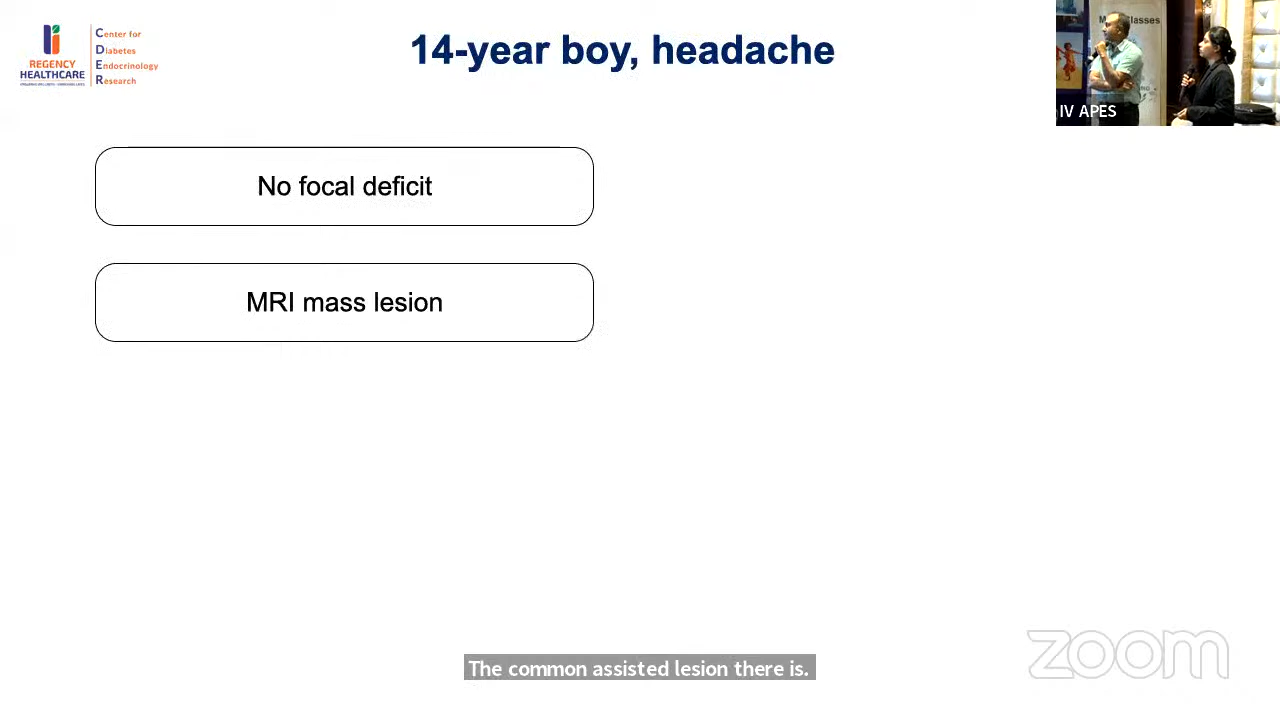 REGENCY
HEALTHCARE
Center for
Diabetes
Endocrinology
Research
14-year boy, headache
IV APES
No focal deficit
MRI mass lesion
The common assisted lesion there is.
zoom